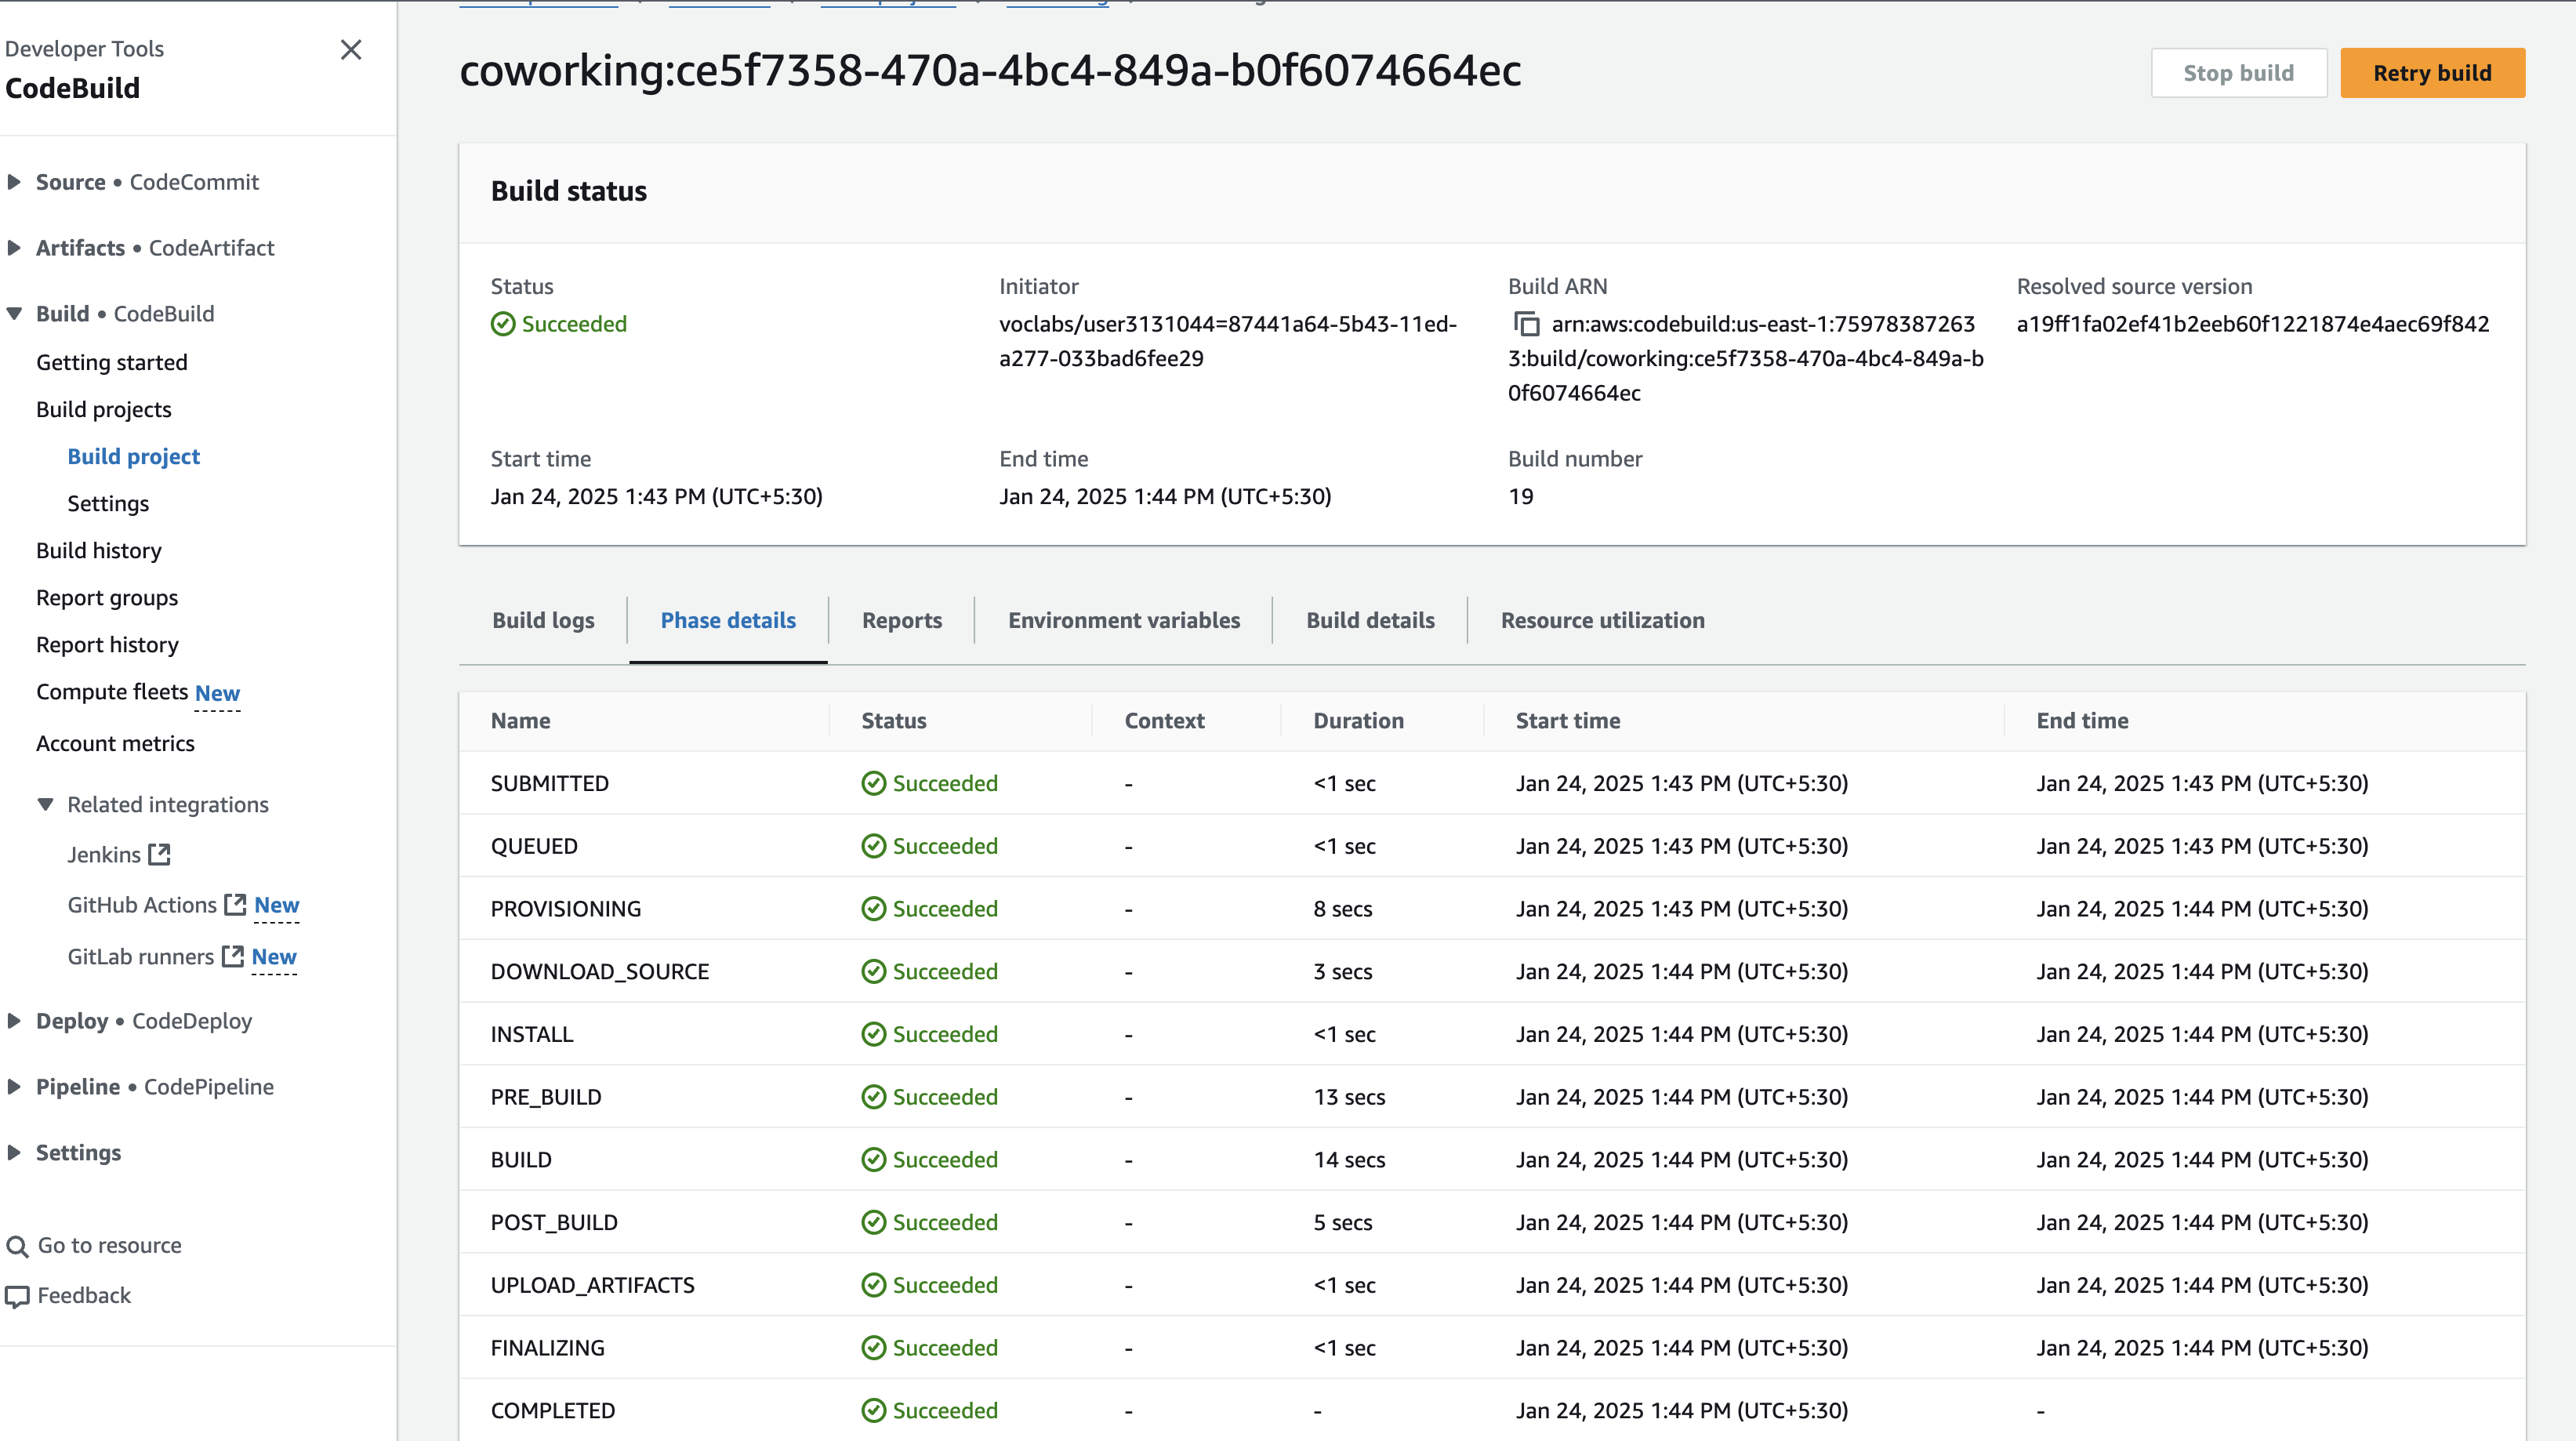 Developer Tools
CodeBuild
Source • CodeCommit
Artifacts • CodeArtifact
Build • CodeBuild
Getting started
Build projects
Build project
Settings
Build history
Report groups
Report history
Compute fleets New
Account metrics
Related integrations
Jenkins
GitHub Actions New
GitLab runners New
Deploy • CodeDeploy
Pipeline • CodePipeline
Settings
Go to resource
Feedback
coworking:ce5f7358-470a-4bc4-849a-b0f6074664ec
Stop build
Retry build
Build status
Status
Succeeded
Initiator
voclabs/user3131044=87441a64-5b43-11ed-
a277-033bad6fee29
Build ARN
arn:aws:codebuild:us-east-1:75978387263
3:build/coworking:ce5f7358-470a-4bc4-849a-b
0f6074664ec
Resolved source version
a19ff1fa02ef41b2eeb60f1221874e4aec69f842
Start time
Jan 24, 2025 1:43 PM (UTC+5:30)
End time
Jan 24, 2025 1:44 PM (UTC+5:30)
Build number
19
Build logs Phase details Reports Environment variables Build details Resource utilization
Name Status Context Duration Start time End time
SUBMITTED Succeeded - <1 sec Jan 24, 2025 1:43 PM (UTC+5:30) Jan 24, 2025 1:43 PM (UTC+5:30)
QUEUED Succeeded - <1 sec Jan 24, 2025 1:43 PM (UTC+5:30) Jan 24, 2025 1:43 PM (UTC+5:30)
PROVISIONING Succeeded - 8 secs Jan 24, 2025 1:43 PM (UTC+5:30) Jan 24, 2025 1:44 PM (UTC+5:30)
DOWNLOAD_SOURCE Succeeded - 3 secs Jan 24, 2025 1:44 PM (UTC+5:30) Jan 24, 2025 1:44 PM (UTC+5:30)
INSTALL Succeeded - <1 sec Jan 24, 2025 1:44 PM (UTC+5:30) Jan 24, 2025 1:44 PM (UTC+5:30)
PRE_BUILD Succeeded - 13 secs Jan 24, 2025 1:44 PM (UTC+5:30) Jan 24, 2025 1:44 PM (UTC+5:30)
BUILD Succeeded - 14 secs Jan 24, 2025 1:44 PM (UTC+5:30) Jan 24, 2025 1:44 PM (UTC+5:30)
POST_BUILD Succeeded - 5 secs Jan 24, 2025 1:44 PM (UTC+5:30) Jan 24, 2025 1:44 PM (UTC+5:30)
UPLOAD_ARTIFACTS Succeeded - <1 sec Jan 24, 2025 1:44 PM (UTC+5:30) Jan 24, 2025 1:44 PM (UTC+5:30)
FINALIZING Succeeded - <1 sec Jan 24, 2025 1:44 PM (UTC+5:30) Jan 24, 2025 1:44 PM (UTC+5:30)
COMPLETED Succeeded - - Jan 24, 2025 1:44 PM (UTC+5:30) -